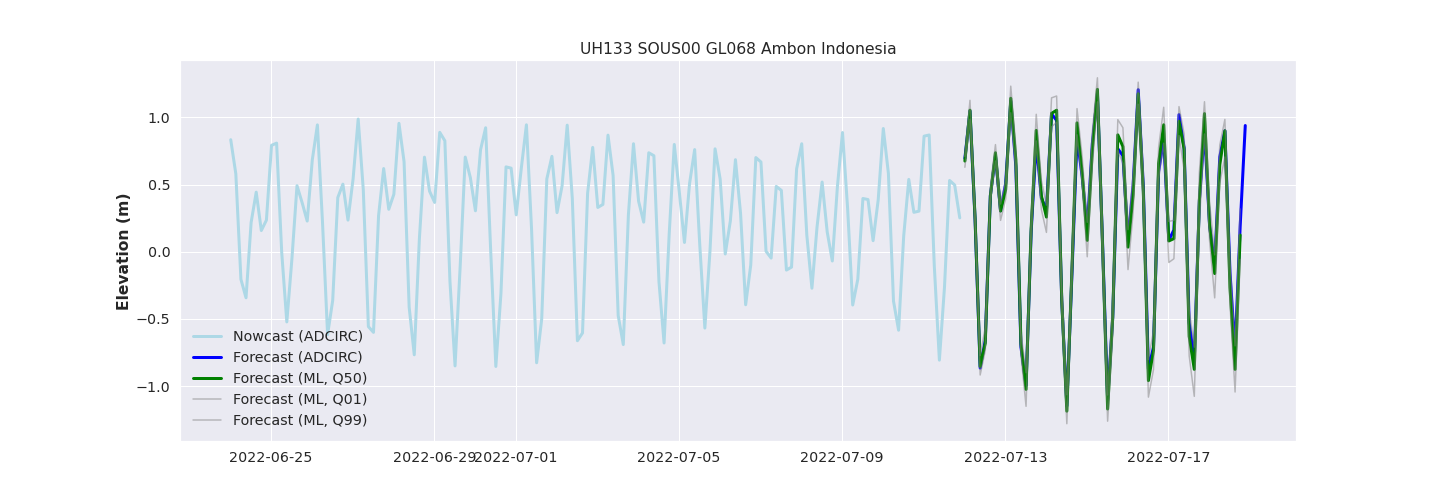 UH133 SOUS00 GL068 Ambon Indonesia
Elevation (m)
1.0
0.5
0.0
−0.5
−1.0
Nowcast (ADCIRC)
Forecast (ADCIRC)
Forecast (ML, Q50)
Forecast (ML, Q01)
Forecast (ML, Q99)
2022-06-25 2022-06-29 2022-07-01 2022-07-05 2022-07-09 2022-07-13 2022-07-17